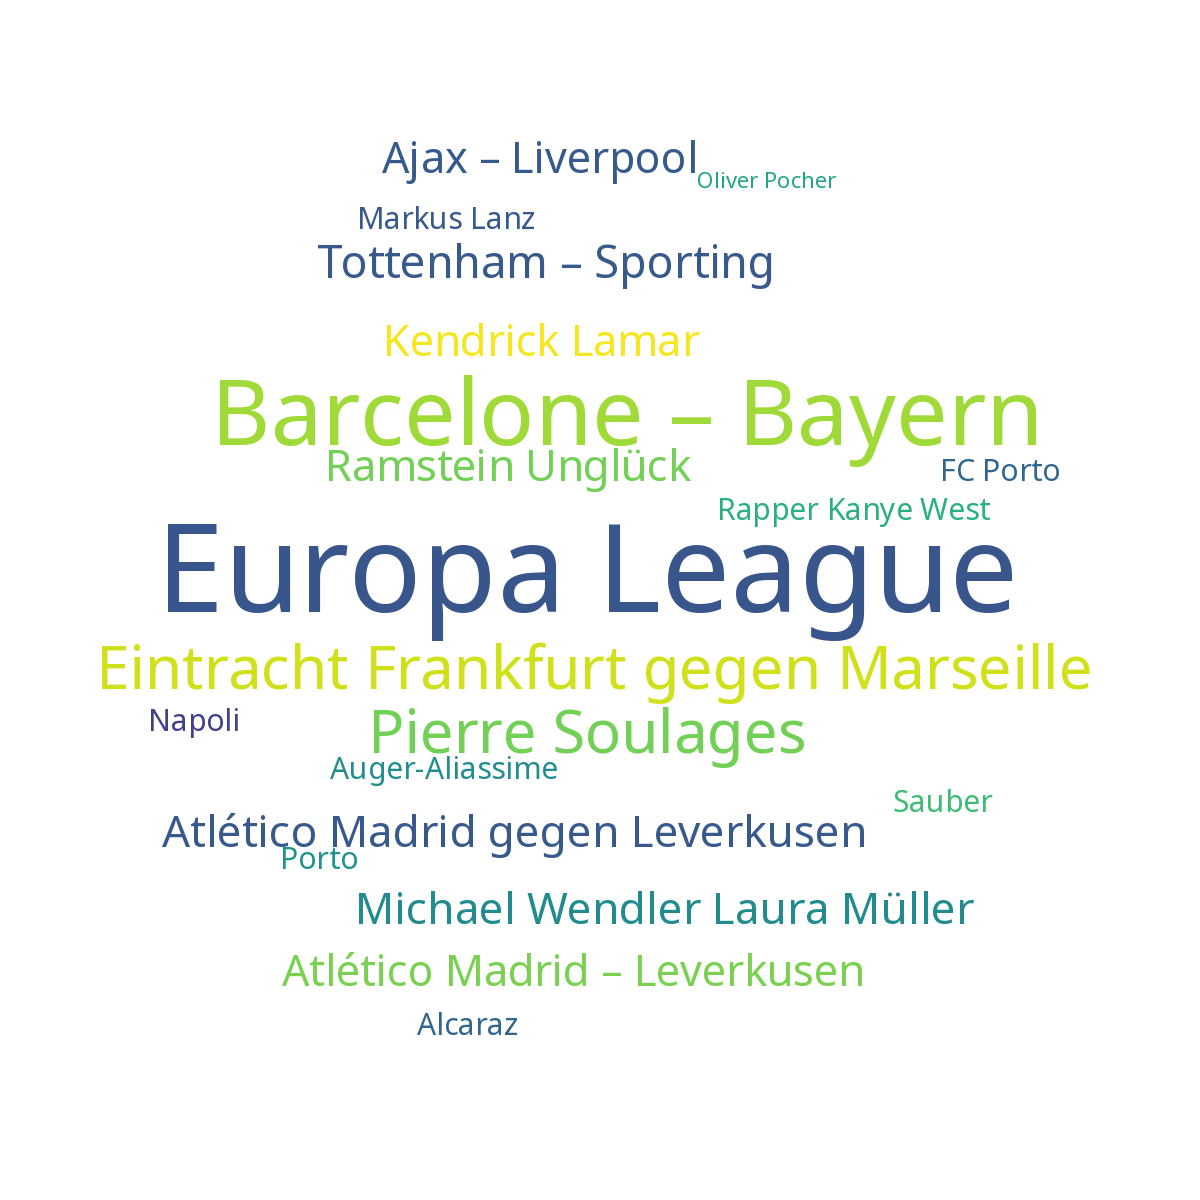 Ajax – Liverpool
Oliver Pocher
Markus Lanz
Tottenham – Sporting
Kendrick Lamar
Barcelone – Bayern
Ramstein Unglück
FC Porto
Rapper Kanye West
Europa League
Eintracht Frankfurt gegen Marseille
Napoli
Pierre Soulages
Auger-Aliassime
Sauber
Atlético Madrid gegen Leverkusen
Porto
Michael Wendler Laura Müller
Atlético Madrid – Leverkusen
Alcaraz